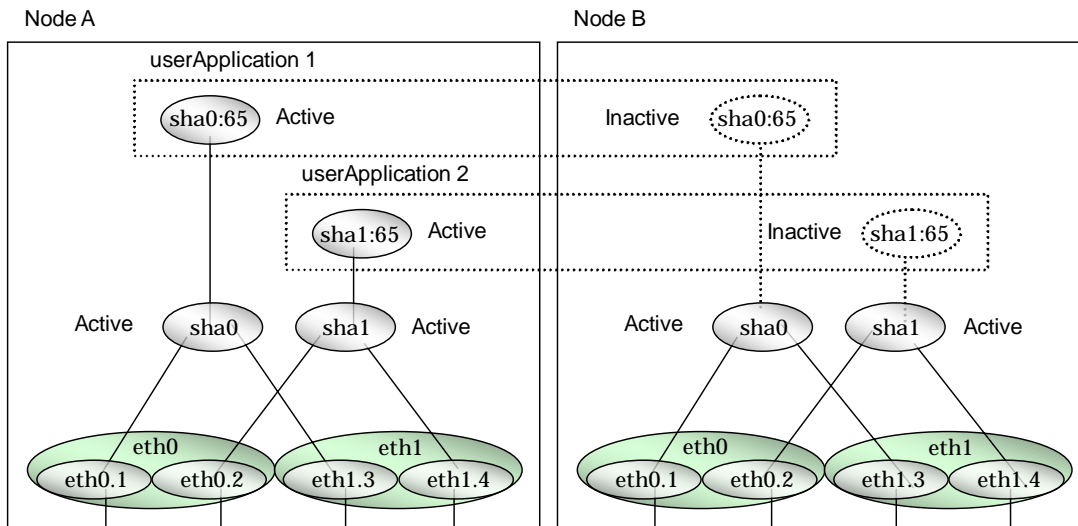 Node A
Node B
userApplication 1
sha0:65
Active
Inactive
sha0:65
userApplication 2
sha1:65
Active
Inactive
sha1:65
Active
sha0
sha1
Active
Active
sha0
sha1
Active
eth0
eth1
eth0
eth1
eth0.1
eth0.2
eth1.3
eth1.4
eth0.1
eth0.2
eth1.3
eth1.4